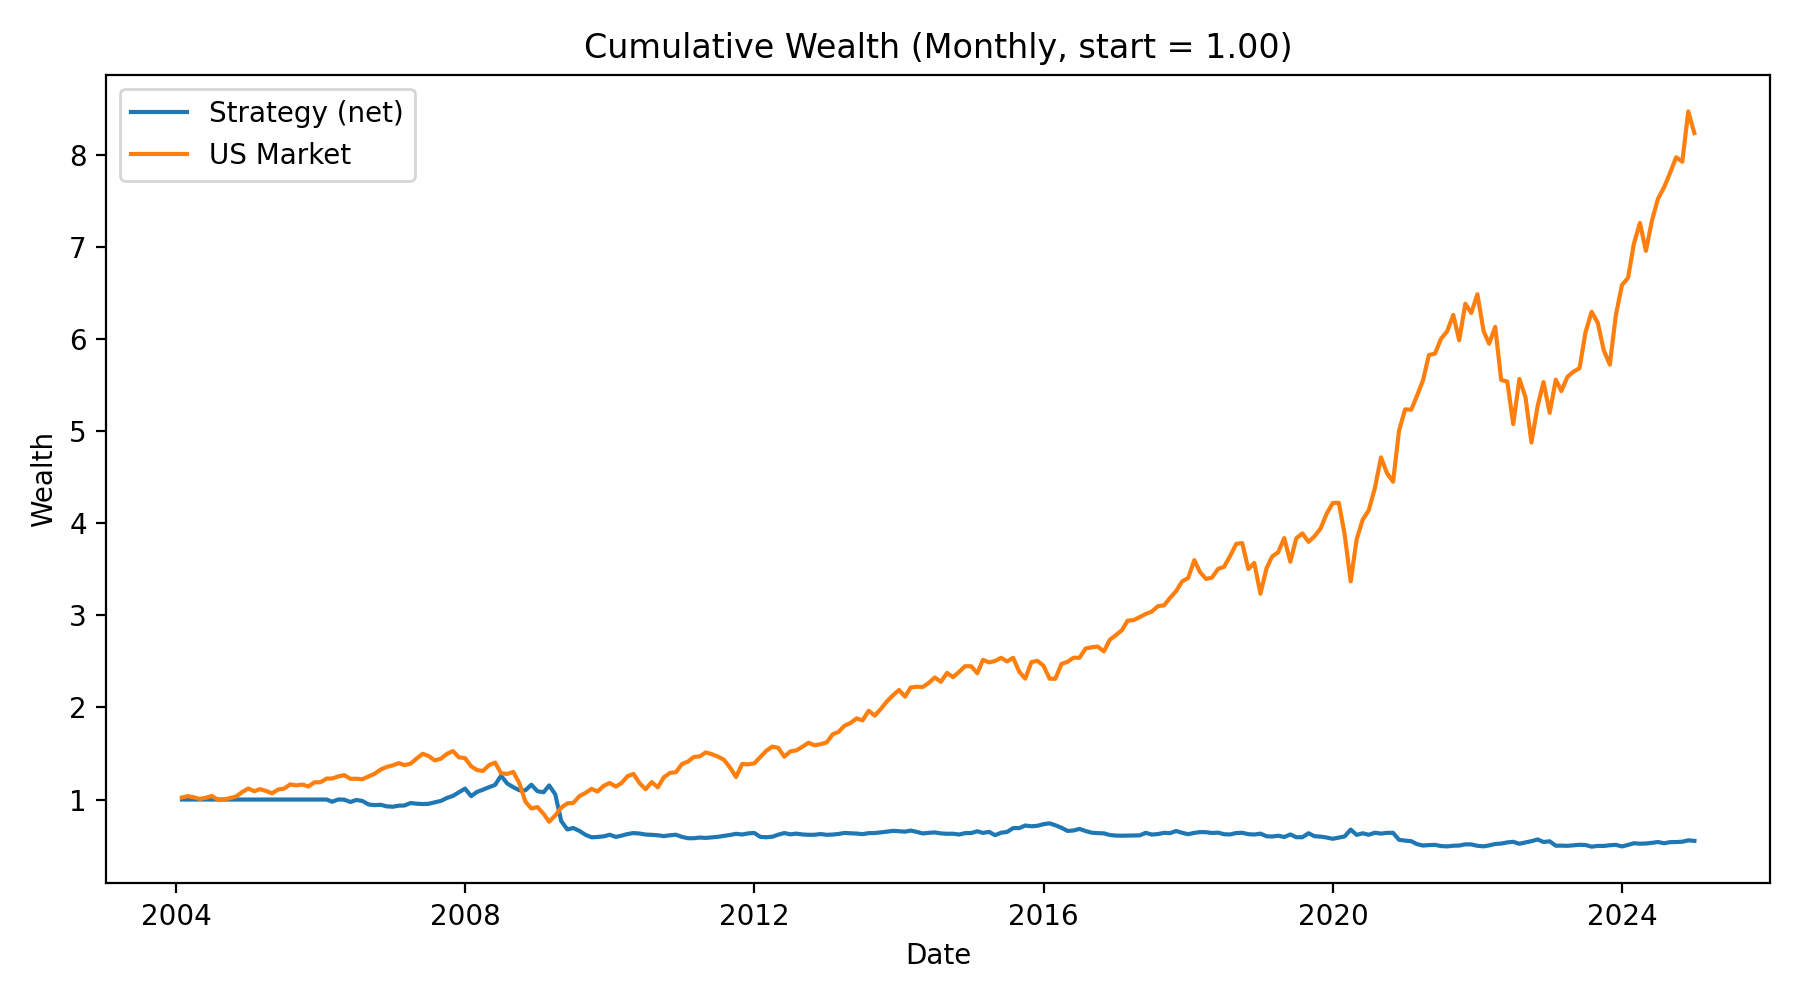 Cumulative Wealth (Monthly, start = 1.00)
Strategy (net)
US Market
8
7
6
5
4
3
2
1
Wealth
2004
2008
2012
2016
2020
2024
Date